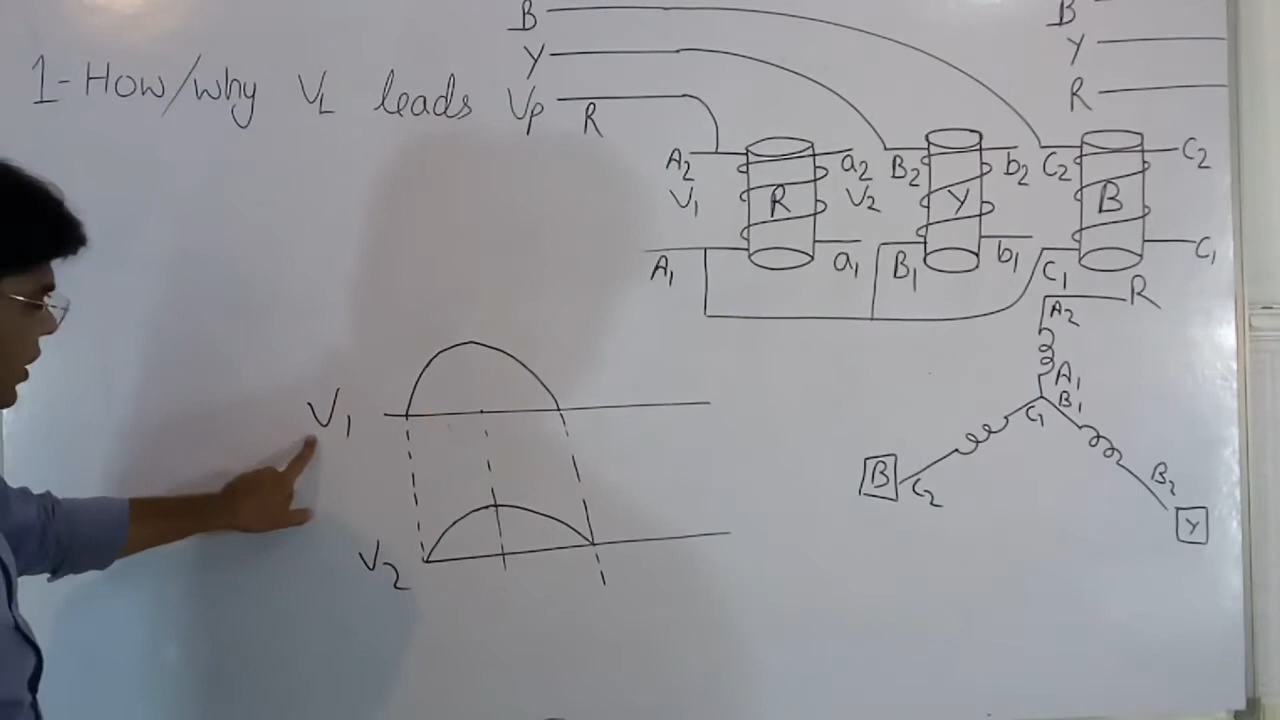 1-How/why VL leads Vp
B
Y
R
B
Y
R
A2 R a2 B2 Y b2 C2 B C2
V1 V2
A1 a1 B1 b1 C1 C1
R
A2
A1
B1
C1
B C2
B2
Y
V1
V2